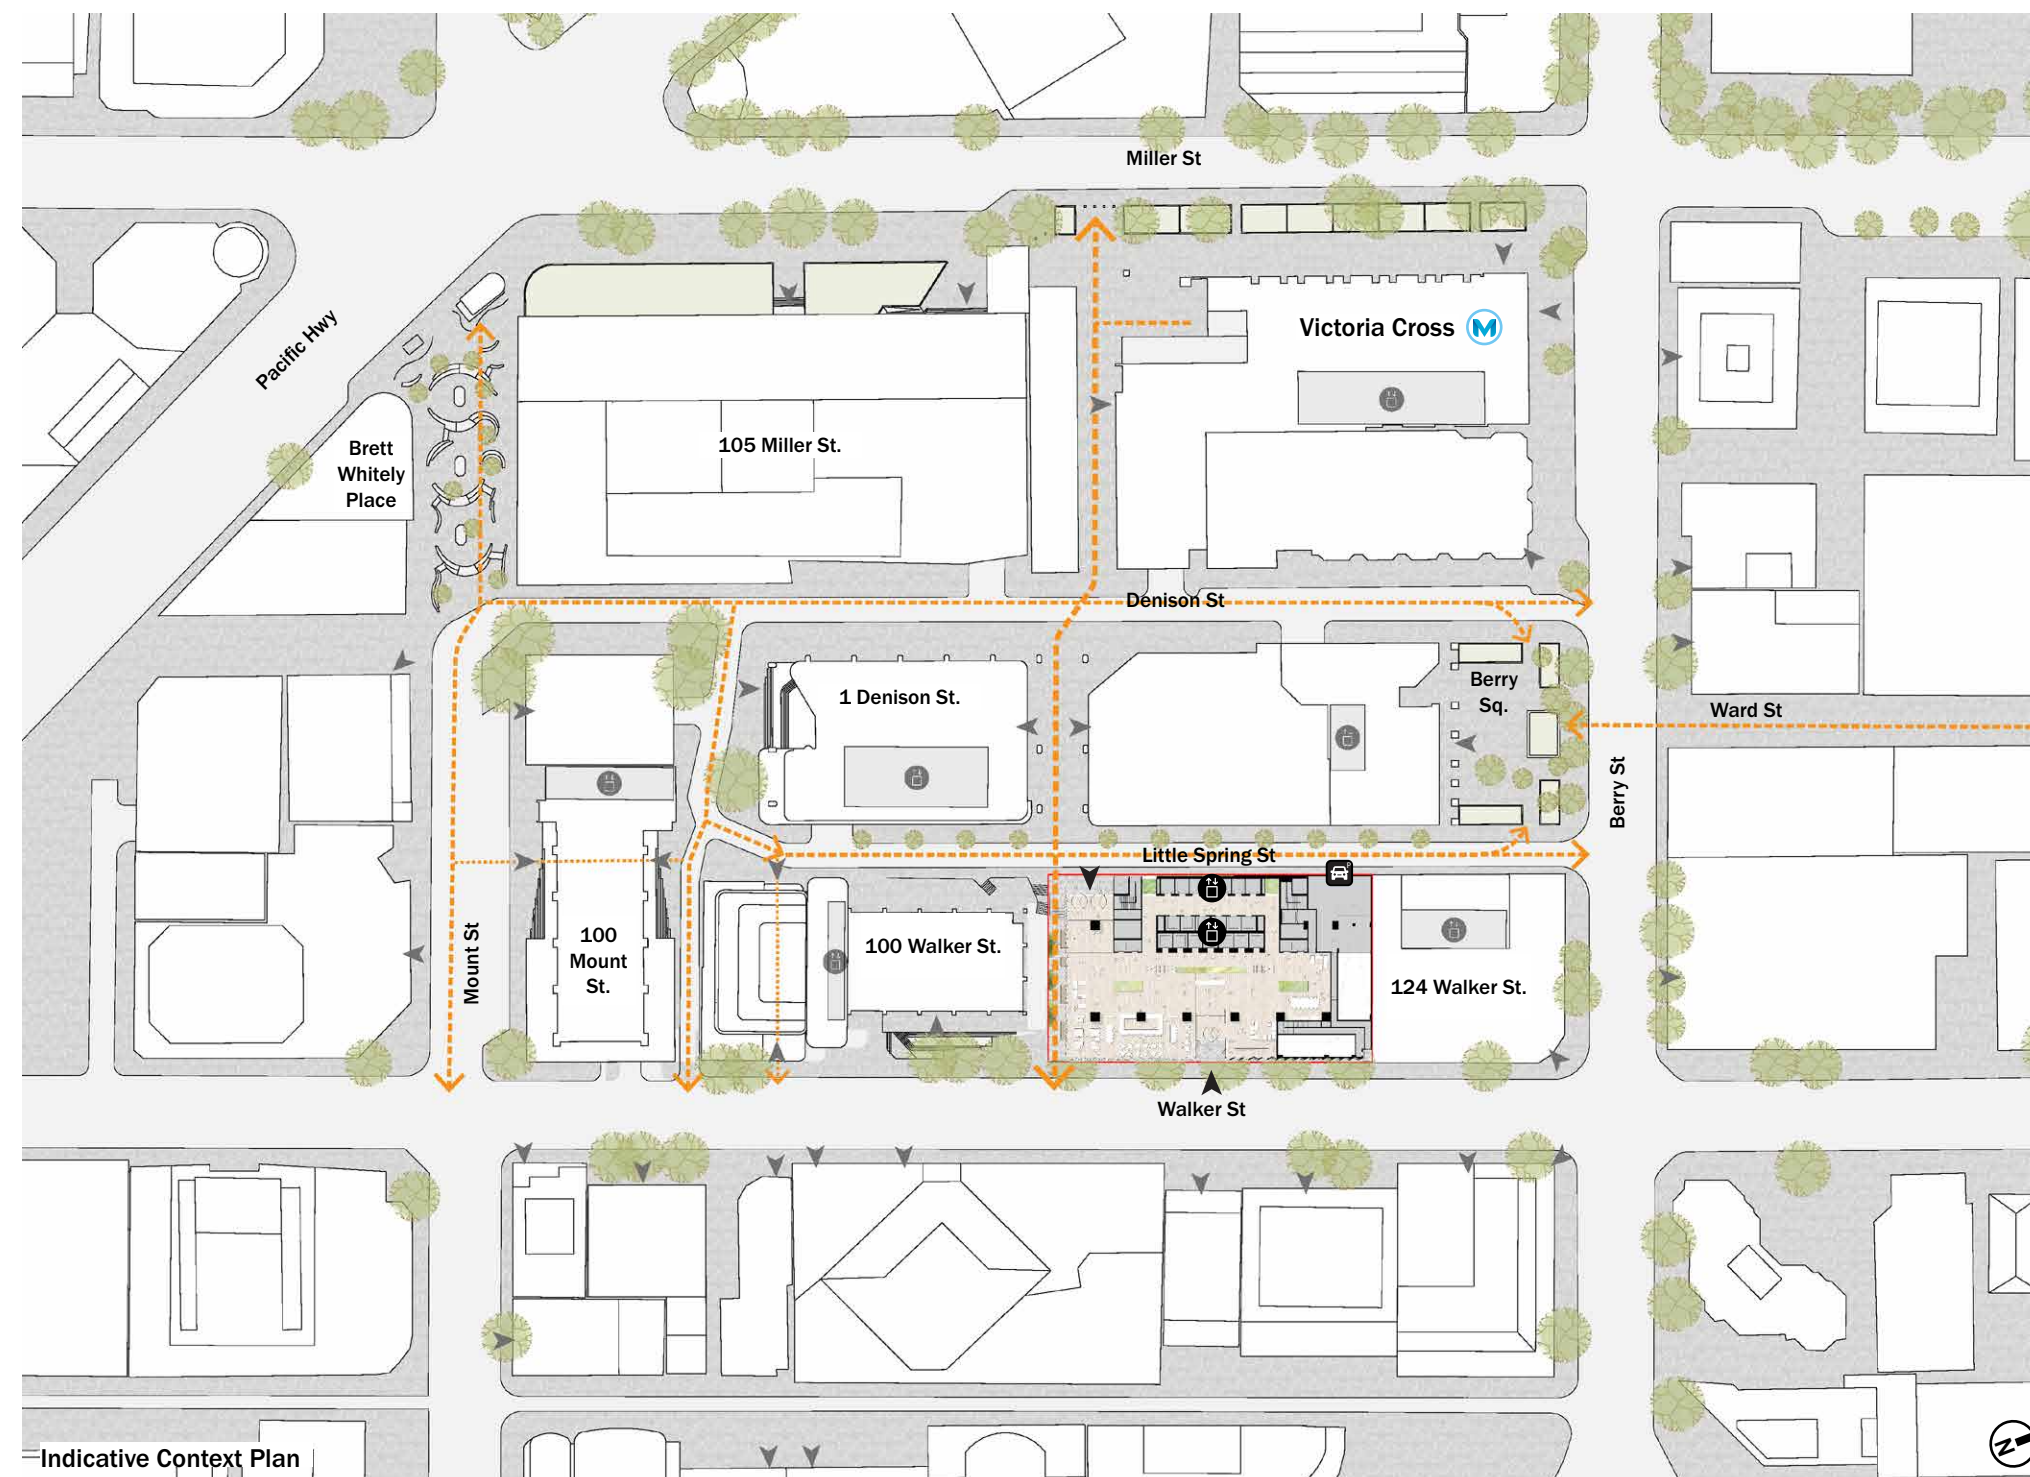 Miller St
Pacific Hwy
Victoria Cross M
Brett
Whitely
Place
105 Miller St.
Denison St
1 Denison St.
Berry
Sq.
Ward St
Berry St
Little Spring St
P
Mount St
100
Mount
St.
100 Walker St.
124 Walker St.
Walker St
Indicative Context Plan
N